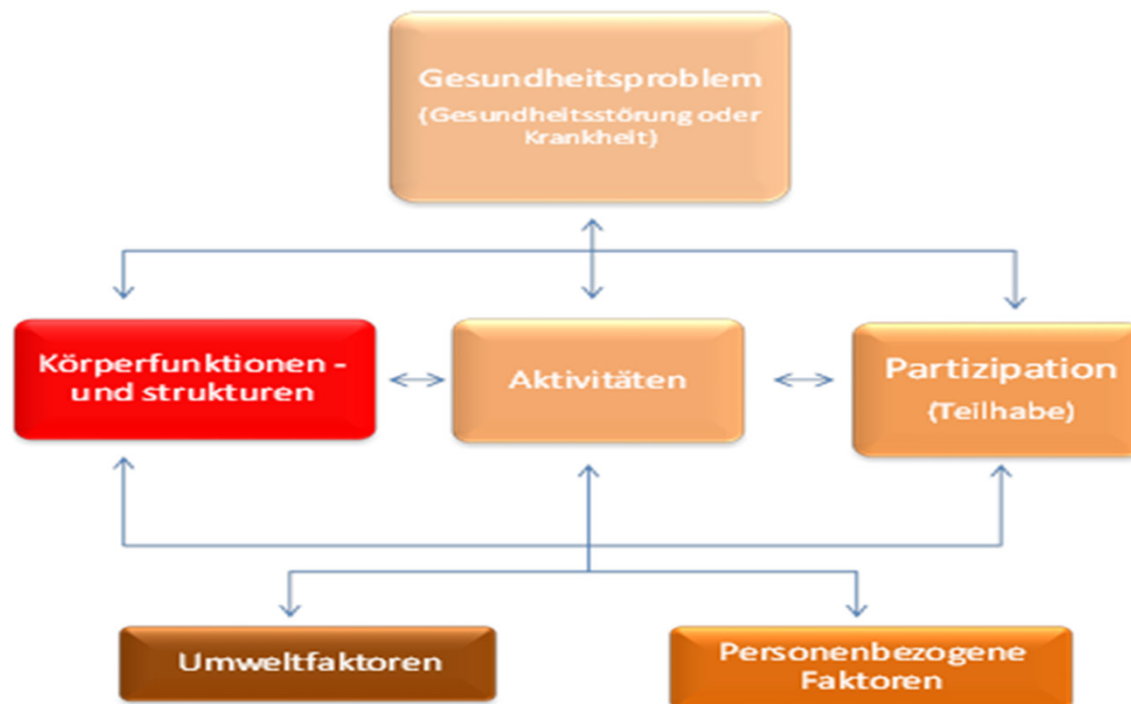 Gesundheitsproblem
(Gesundheitsstörung oder
Krankheit)
Körperfunktionen -
und strukturen
Aktivitäten
Partizipation
(Teilhabe)
Umweltfaktoren
Personenbezogene
Faktoren